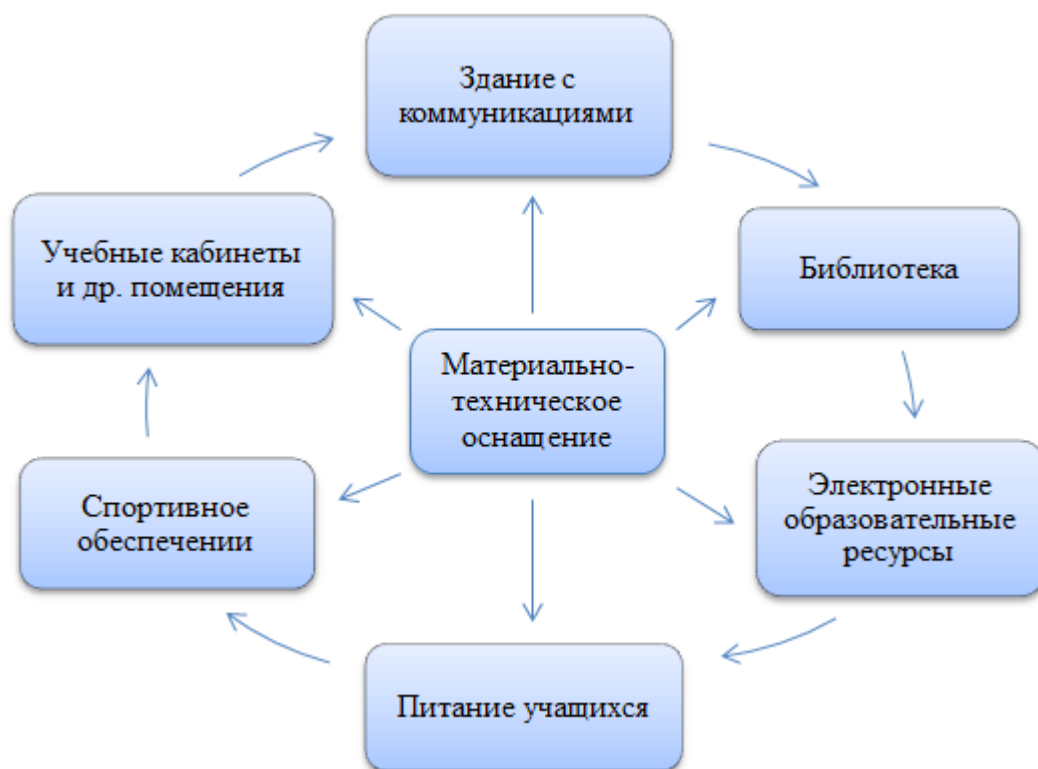 Здание с
коммуникациями
Учебные кабинеты
и др. помещения
Библиотека
Материально-
техническое
оснащение
Спортивное
обеспечении
Электронные
образовательные
ресурсы
Питание учащихся